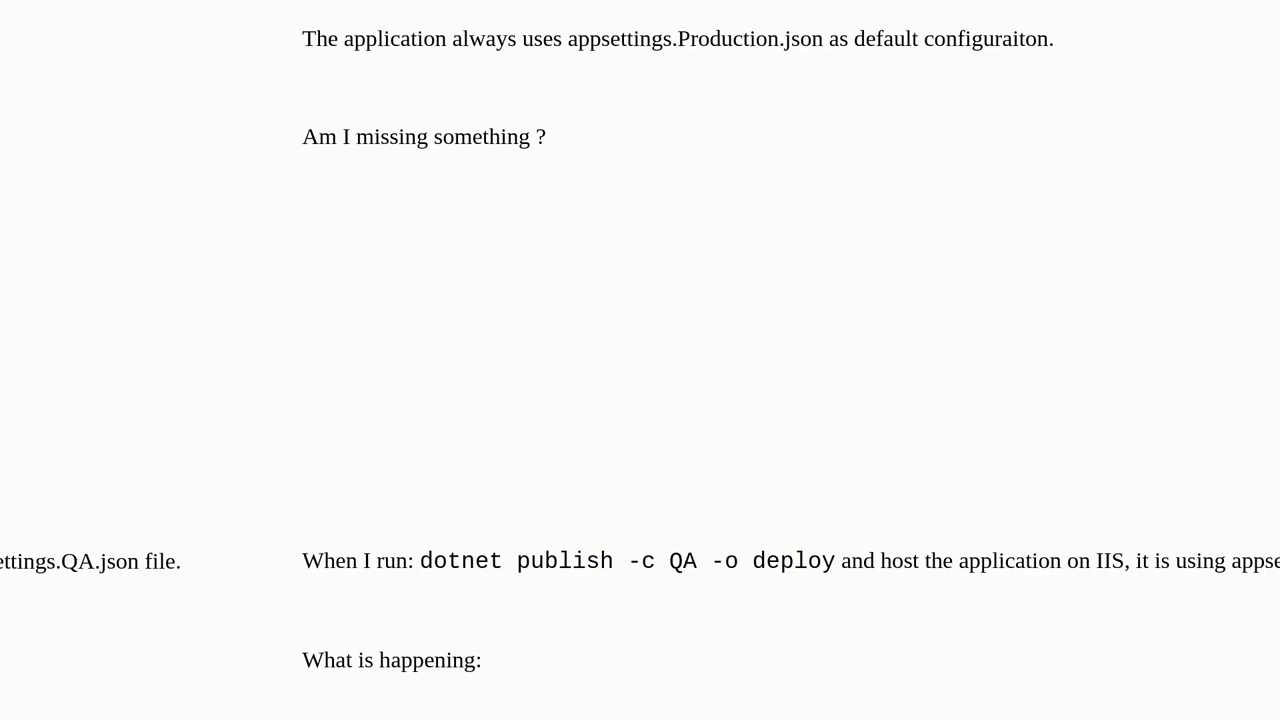 The application always uses appsettings.Production.json as default configuraiton.
Am I missing something ?
ettings.QA.json file.
When I run: dotnet publish -c QA -o deploy and host the application on IIS, it is using appse
What is happening: